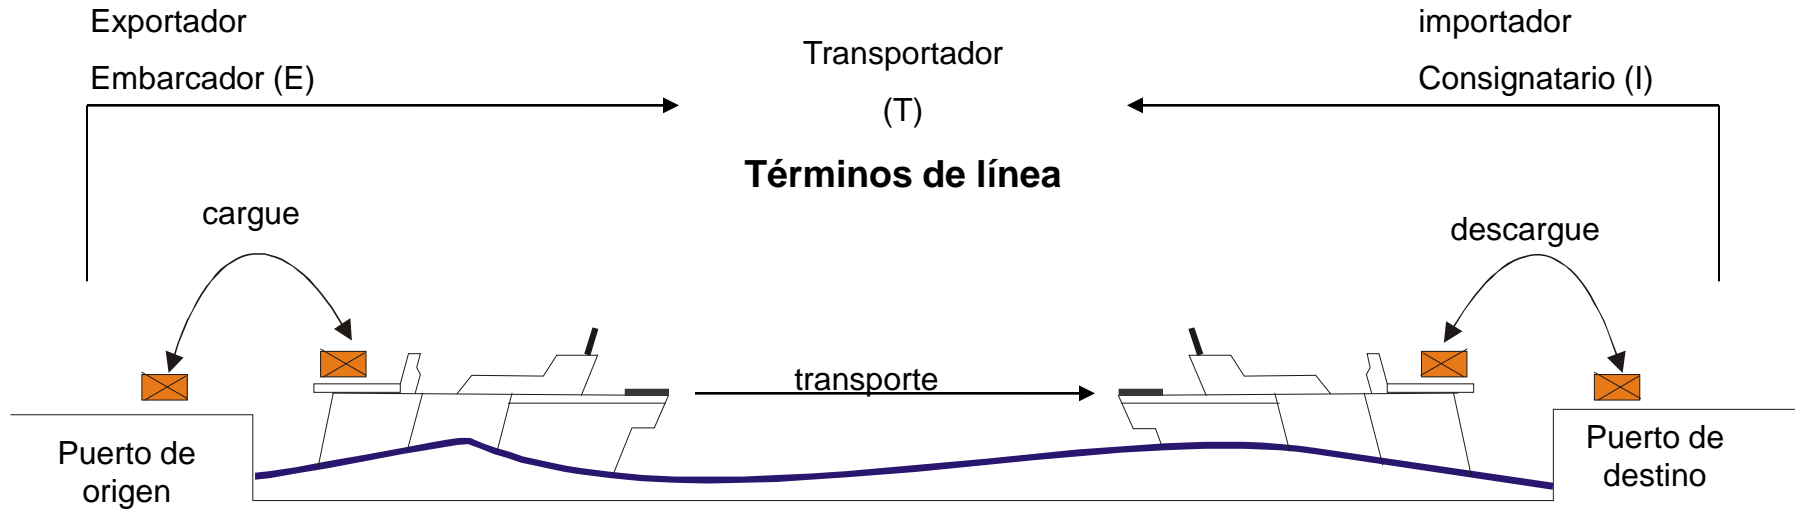 Exportador
Embarcador (E)
Transportador
(T)
importador
Consignatario (I)
Términos de línea
cargue
descargue
transporte
Puerto de
origen
Puerto de
destino